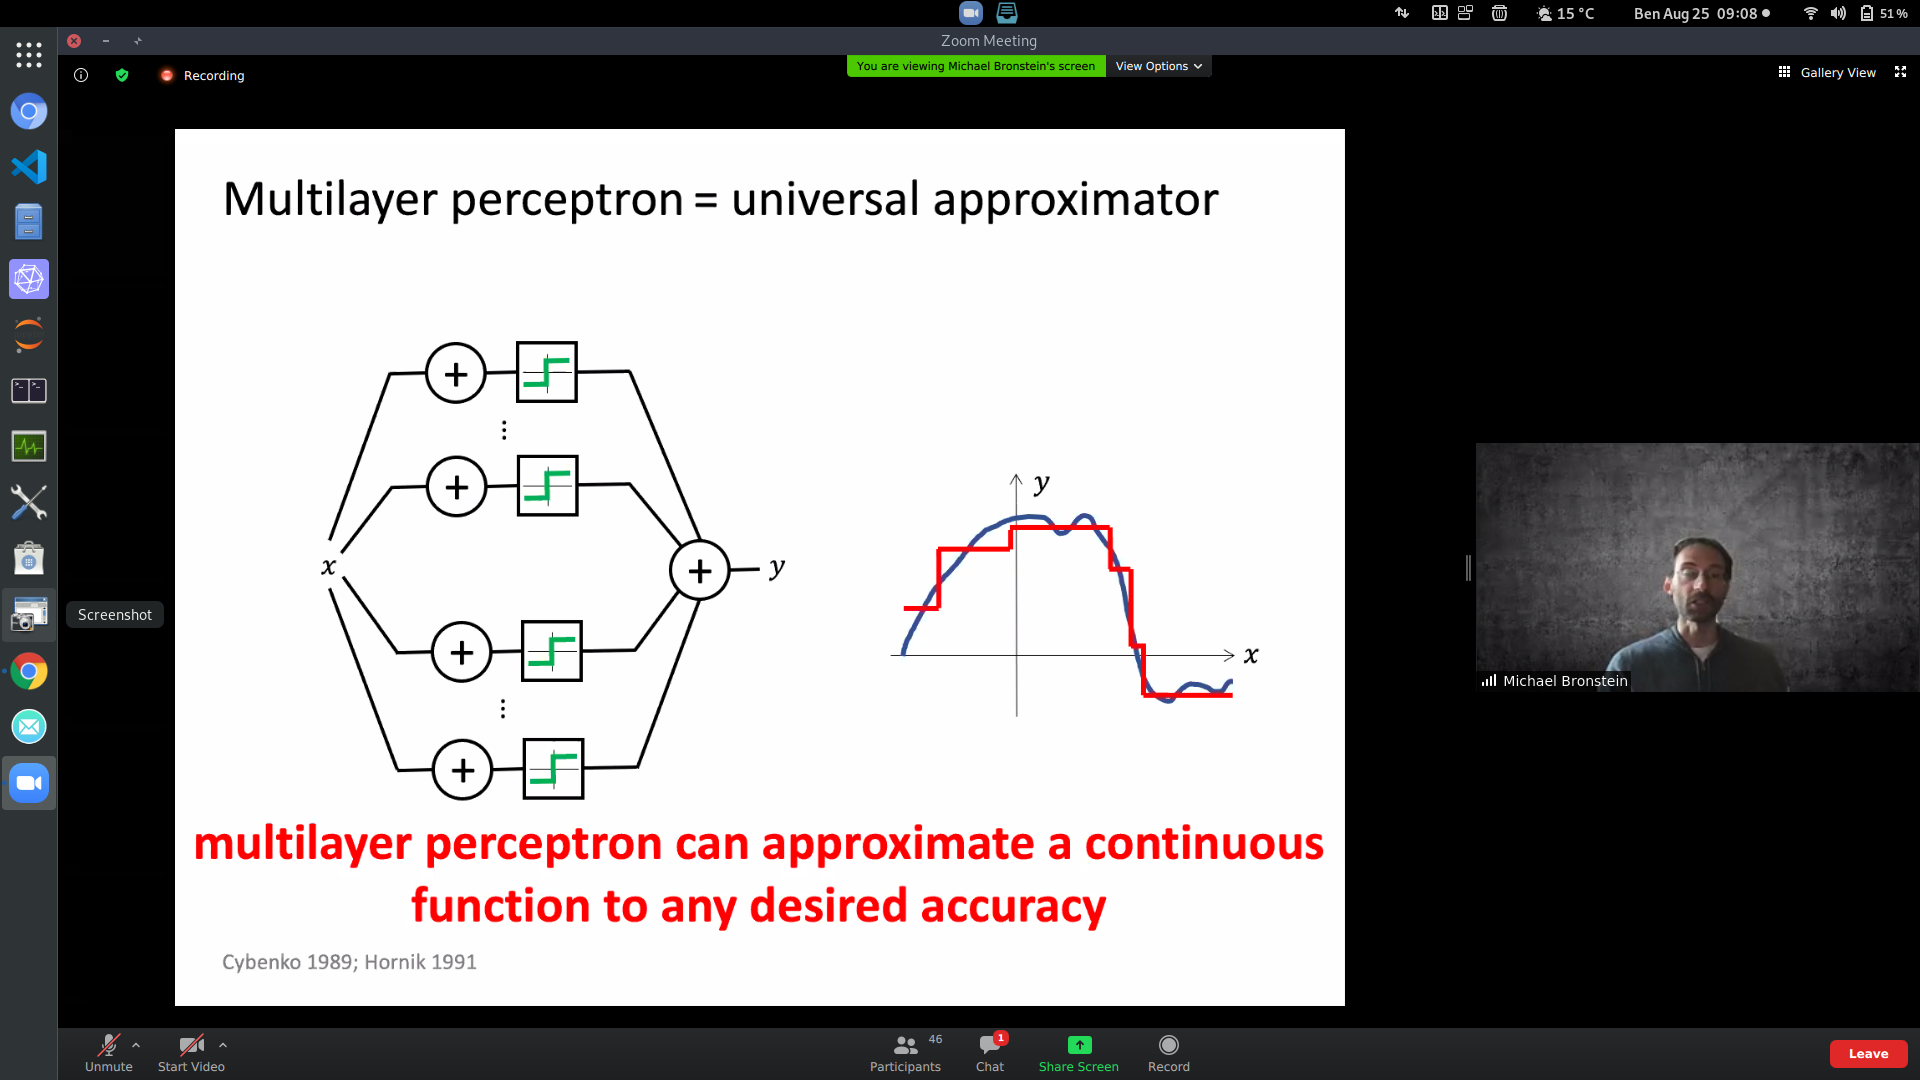 15 °C
Ben Aug 25 09:08
51 %
Zoom Meeting
Recording
You are viewing Michael Bronstein's screen
View Options
Gallery View
Multilayer perceptron = universal approximator
x
y
y
x
multilayer perceptron can approximate a continuous
function to any desired accuracy
Cybenko 1989; Hornik 1991
Screenshot
Michael Bronstein
Unmute
Start Video
Participants
46
Chat
1
Share Screen
Record
Leave